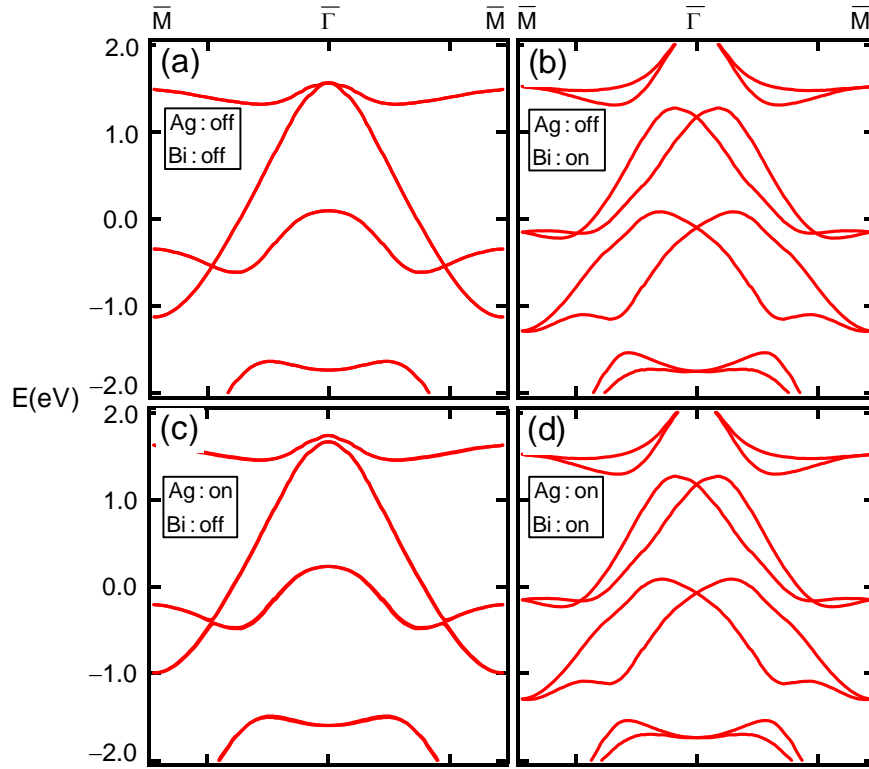 M̅ Γ̅ M̅ M̅ Γ̅ M̅
2.0 (a) (b)
Ag : off
Bi : off
Ag : off
Bi : on
1.0
0.0
−1.0
−2.0
E(eV)
2.0 (c) (d)
Ag : on
Bi : off
Ag : on
Bi : on
1.0
0.0
−1.0
−2.0